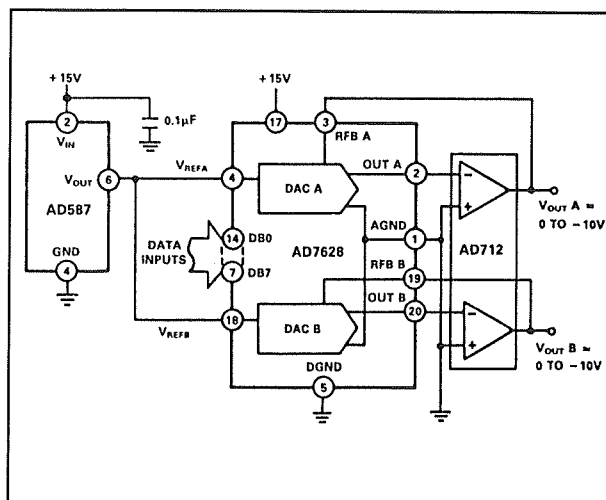 +15V
+15V
2
0.1µF
17
3
VIN
RFB A
OUT A
VREFA
4
DAC A
2
−
VOUT
6
+
VOUT A =
0 TO −10V
AD587
14
DB0
AGND
1
DATA
INPUTS
AD7628
AD712
GND
4
7
DB7
RFB B
19
OUT B
VREFB
18
DAC B
20
−
+
DGND
5
VOUT B =
0 TO −10V